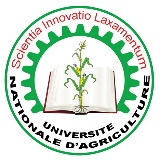 Scientia Innovatio Laxamentum
UNIVERSITE
NATIONALE D'AGRICULTURE